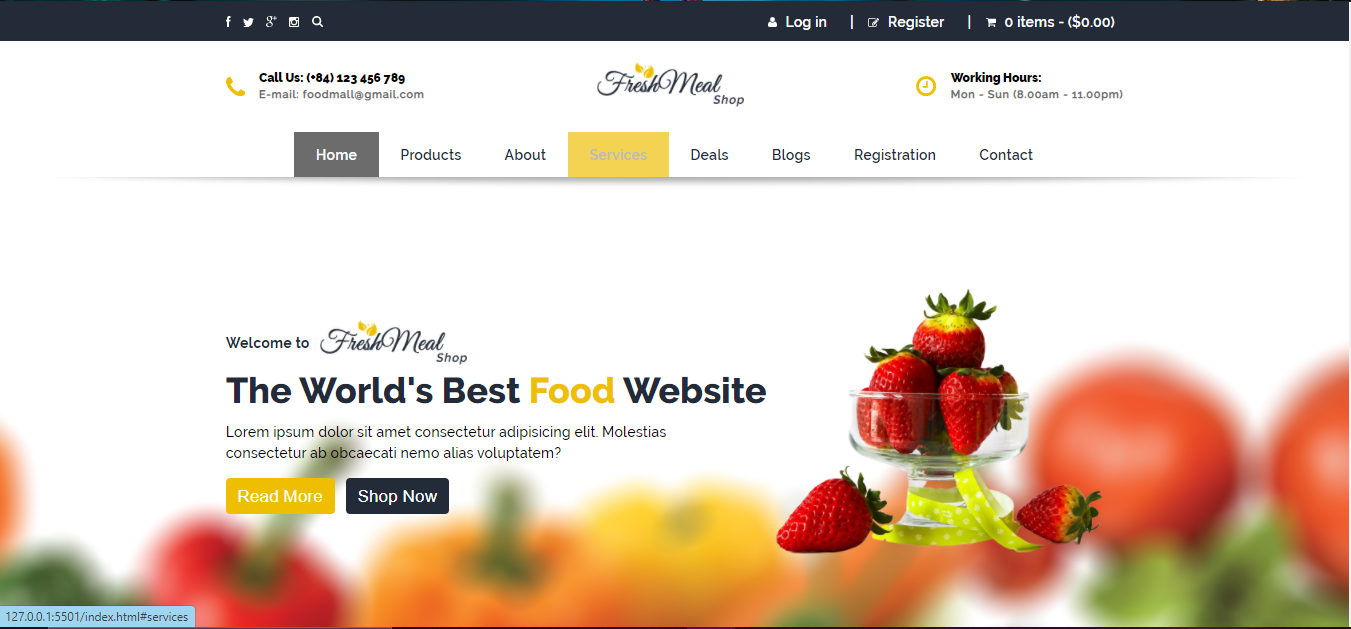 Log in | Register | 0 items - ($0.00)
Call Us: (+84) 123 456 789
E-mail: foodmall@gmail.com
FreshMeal
Shop
Working Hours:
Mon - Sun (8.00am - 11.00pm)
Home Products About Services Deals Blogs Registration Contact
Welcome to FreshMeal
Shop
The World's Best Food Website
Lorem ipsum dolor sit amet consectetur adipisicing elit. Molestias
consectetur ab obcaecati nemo alias voluptatem?
Read More Shop Now
127.0.0.1:5501/index.html#services